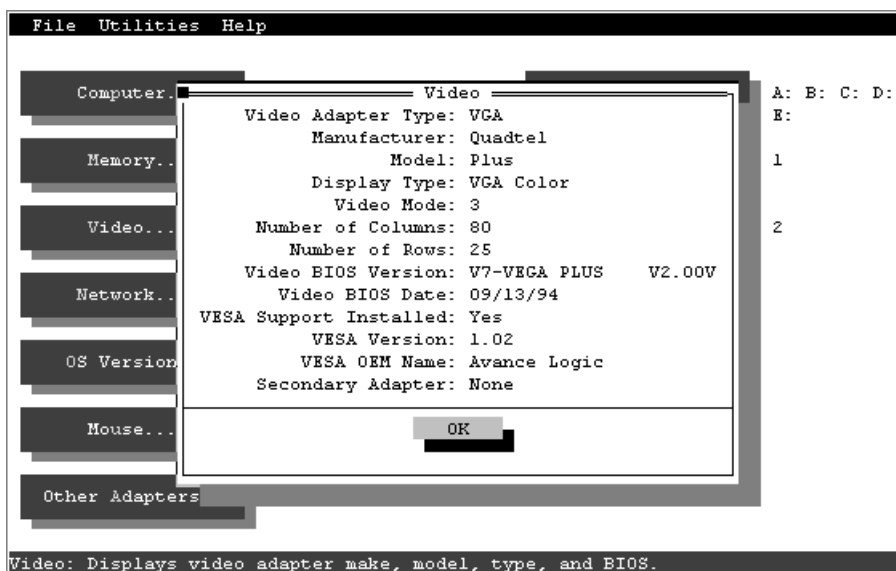 File Utilities Help
Video
Computer.
A: B: C: D:
Video Adapter Type: VGA
E:
Manufacturer: Quadtel
Memory..
Model: Plus
1
Display Type: VGA Color
Video Mode: 3
Video...
Number of Columns: 80
2
Number of Rows: 25
Video BIOS Version: V7-VEGA PLUS V2.00V
Network..
Video BIOS Date: 09/13/94
VESA Support Installed: Yes
VESA Version: 1.02
OS Version
VESA OEM Name: Avance Logic
Secondary Adapter: None
Mouse...
OK
Other Adapters
Video: Displays video adapter make, model, type, and BIOS.